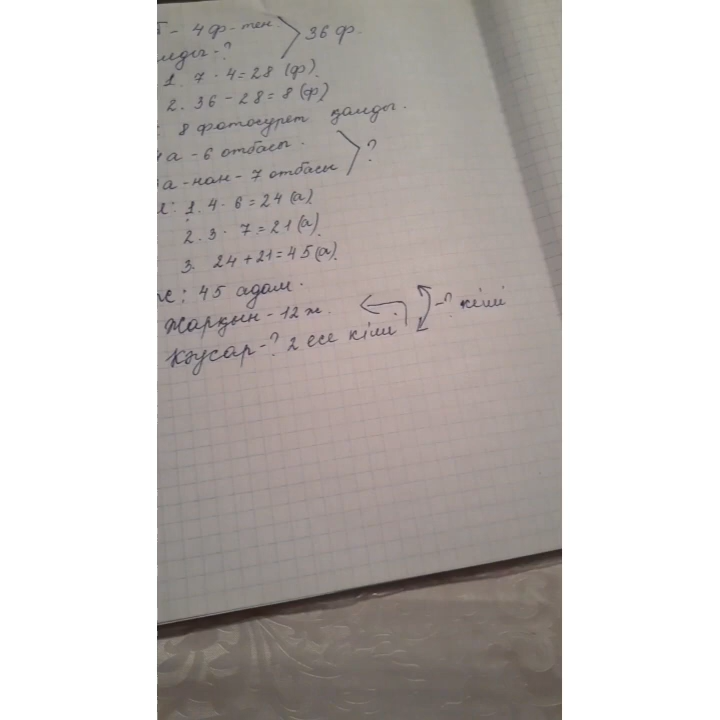 - 4 ф-тен 36 ф.
-?
1. 7 · 4 = 28 (ф).
2. 36 - 28 = 8 (ф)
: 8 фотосурет қалды.
а - 6 отбасы. ?
а-нан - 7 отбасы
: 1. 4 · 6 = 24 (а)
2. 3 · 7 = 21 (а)
3. 24 + 21 = 45 (а).
: 45 адам.
Жарқын - 12 ж. -? кіші
Кәусар-? 2 есе кіші